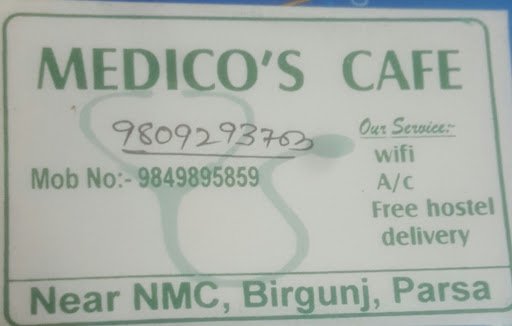 MEDICO'S CAFE
9809293703
Mob No:- 9849895859
Our Service:-
wifi
A/c
Free hostel
delivery
Near NMC, Birgunj, Parsa